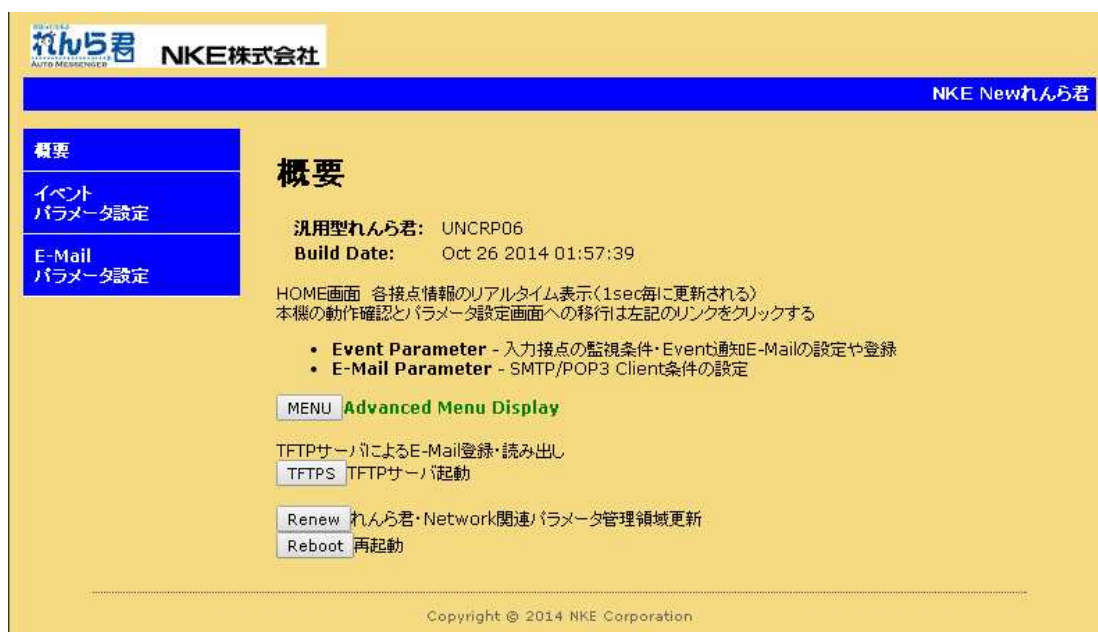 れんら君
AUTO MESSENGER
NKE株式会社
NKE Newれんら君
概要
イベント
パラメータ設定
E-Mail
パラメータ設定
概要
汎用型れんら君: UNCRP06
Build Date: Oct 26 2014 01:57:39
HOME画面 各接点情報のリアルタイム表示(1sec毎に更新される)
本機の動作確認とパラメータ設定画面への移行は左記のリンクをクリックする
• Event Parameter - 入力接点の監視条件・Event通知E-Mailの設定や登録
• E-Mail Parameter - SMTP/POP3 Client条件の設定
MENU Advanced Menu Display
TFTPサーバによるE-Mail登録・読み出し
TFTPS TFTPサーバ起動
Renew れんら君・Network関連パラメータ管理領域更新
Reboot 再起動
Copyright © 2014 NKE Corporation